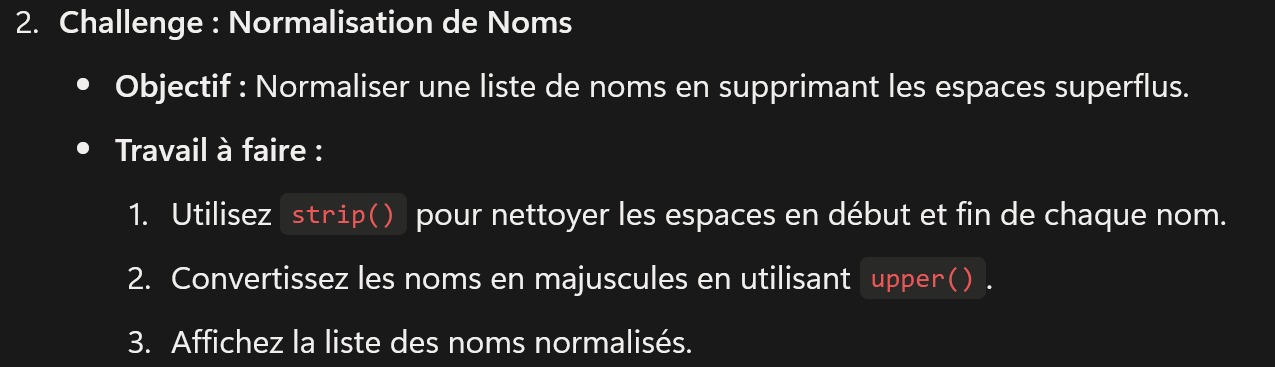 2. Challenge : Normalisation de Noms
• Objectif : Normaliser une liste de noms en supprimant les espaces superflus.
• Travail à faire :
1. Utilisez strip() pour nettoyer les espaces en début et fin de chaque nom.
2. Convertissez les noms en majuscules en utilisant upper().
3. Affichez la liste des noms normalisés.